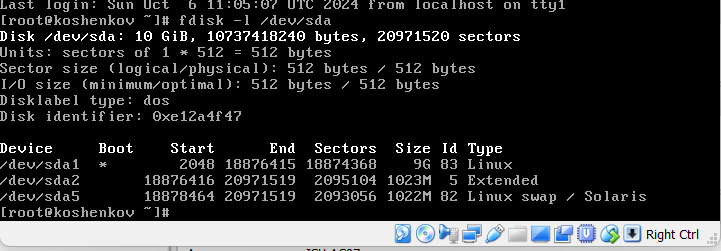 Last login: Sun Oct  6 11:05:07 UTC 2024 from localhost on tty1
[root@koshenkov ~]# fdisk -l /dev/sda
Disk /dev/sda: 10 GiB, 10737418240 bytes, 20971520 sectors
Units: sectors of 1 * 512 = 512 bytes
Sector size (logical/physical): 512 bytes / 512 bytes
I/O size (minimum/optimal): 512 bytes / 512 bytes
Disklabel type: dos
Disk identifier: 0xe12a4f47
Device     Boot    Start      End  Sectors  Size Id Type
/dev/sda1  *        2048 18876415 18874368    9G 83 Linux
/dev/sda2       18876416 20971519  2095104 1023M  5 Extended
/dev/sda5       18878464 20971519  2093056 1022M 82 Linux swap / Solaris
[root@koshenkov ~]#
Right Ctrl